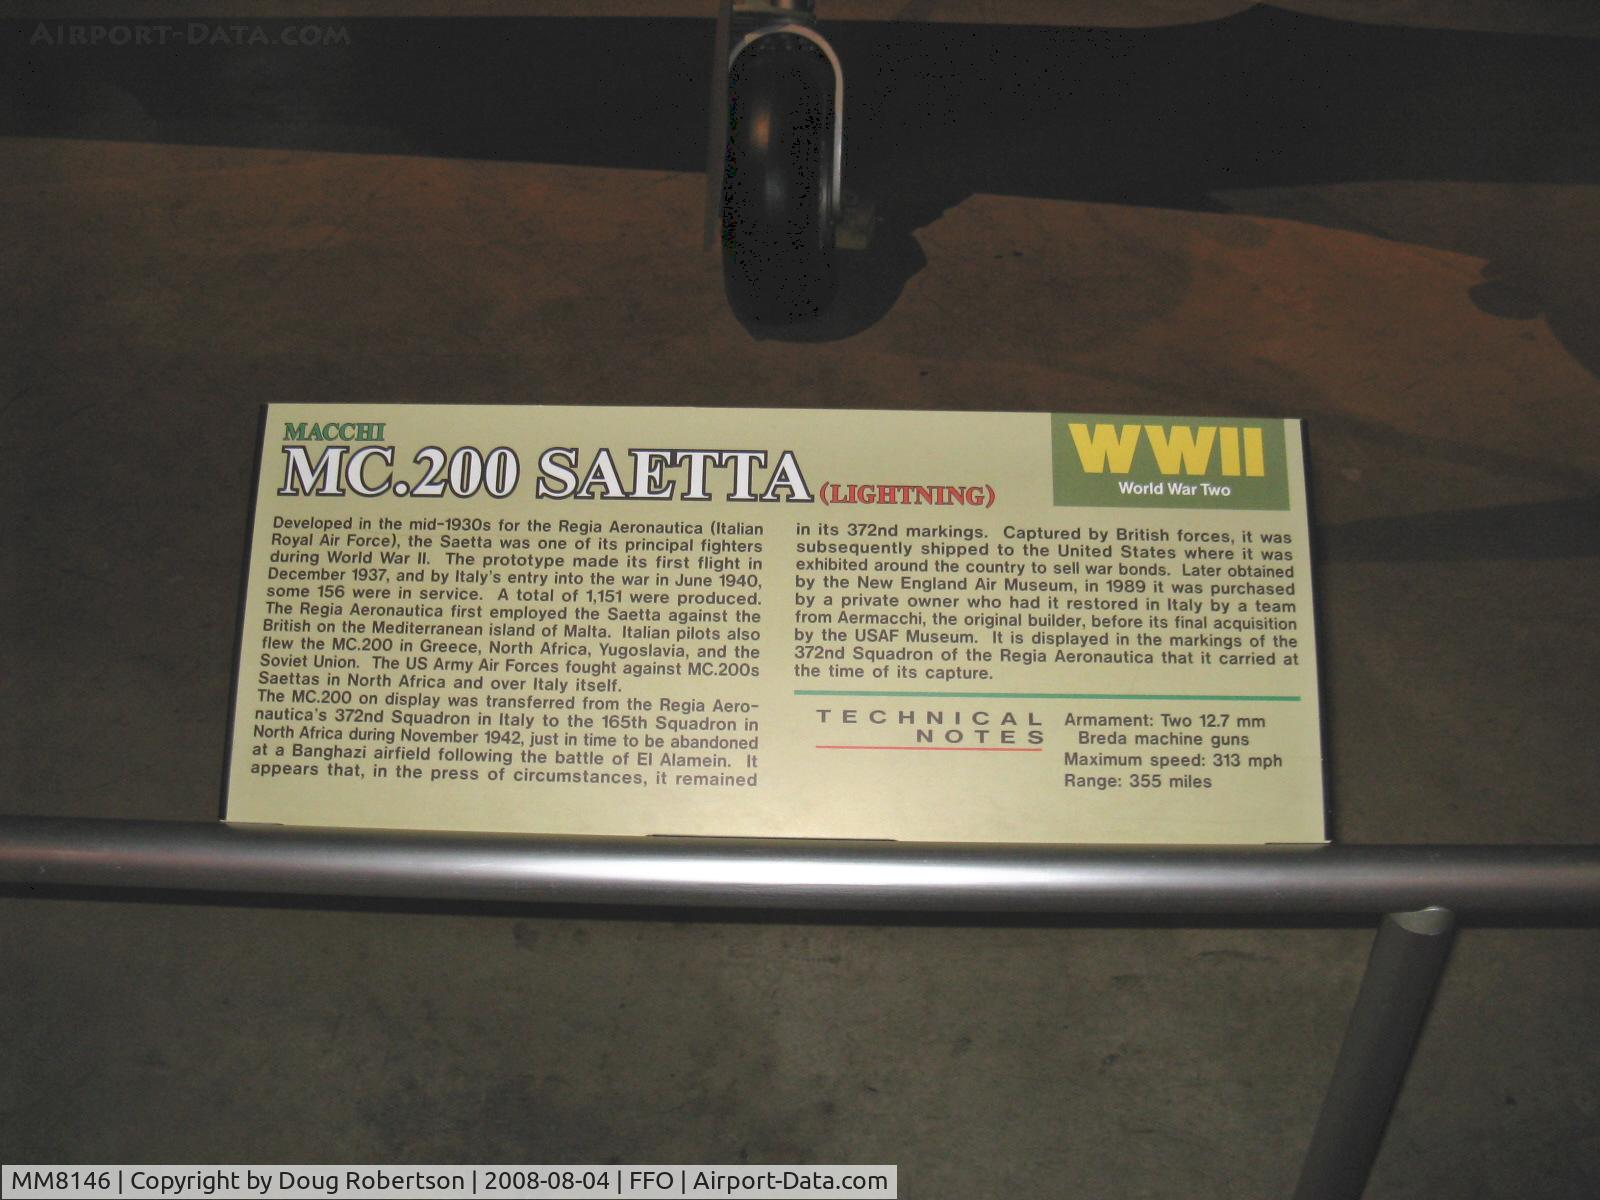 AIRPORT-DATA.COM
MACCHI
MC.200 SAETTA (LIGHTNING)
WWII
World War Two
Developed in the mid-1930s for the Regia Aeronautica (Italian
Royal Air Force), the Saetta was one of its principal fighters
during World War II. The prototype made its first flight in
December 1937, and by Italy's entry into the war in June 1940,
some 156 were in service. A total of 1,151 were produced.
The Regia Aeronautica first employed the Saetta against the
British on the Mediterranean island of Malta. Italian pilots also
flew the MC.200 in Greece, North Africa, Yugoslavia, and the
Soviet Union. The US Army Air Forces fought against MC.200s
Saettas in North Africa and over Italy itself.
The MC.200 on display was transferred from the Regia Aero-
nautica's 372nd Squadron in Italy to the 165th Squadron in
North Africa during November 1942, just in time to be abandoned
at a Banghazi airfield following the battle of El Alamein. It
appears that, in the press of circumstances, it remained
in its 372nd markings. Captured by British forces, it was
subsequently shipped to the United States where it was
exhibited around the country to sell war bonds. Later obtained
by the New England Air Museum, in 1989 it was purchased
by a private owner who had it restored in Italy by a team
from Aermacchi, the original builder, before its final acquisition
by the USAF Museum. It is displayed in the markings of the
372nd Squadron of the Regia Aeronautica that it carried at
the time of its capture.
TECHNICAL
NOTES
Armament: Two 12.7 mm
Breda machine guns
Maximum speed: 313 mph
Range: 355 miles
MM8146 | Copyright by Doug Robertson | 2008-08-04 | FFO | Airport-Data.com